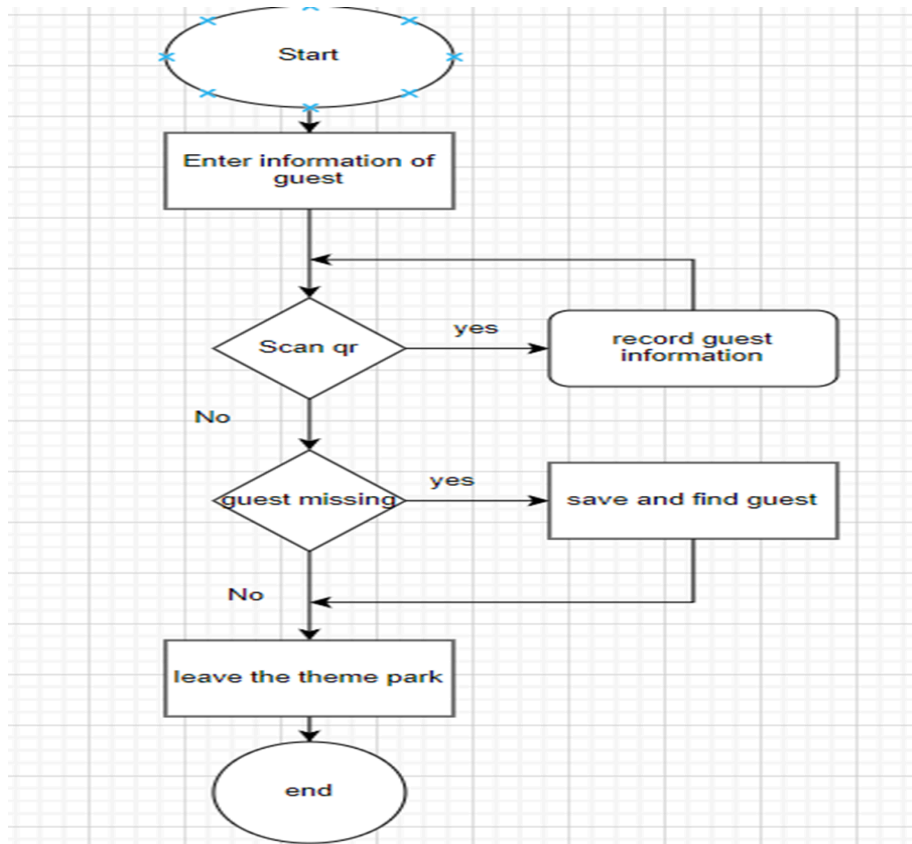 Start
Enter information of
guest
Scan qr
yes
record guest
information
No
guest missing
yes
save and find guest
No
leave the theme park
end